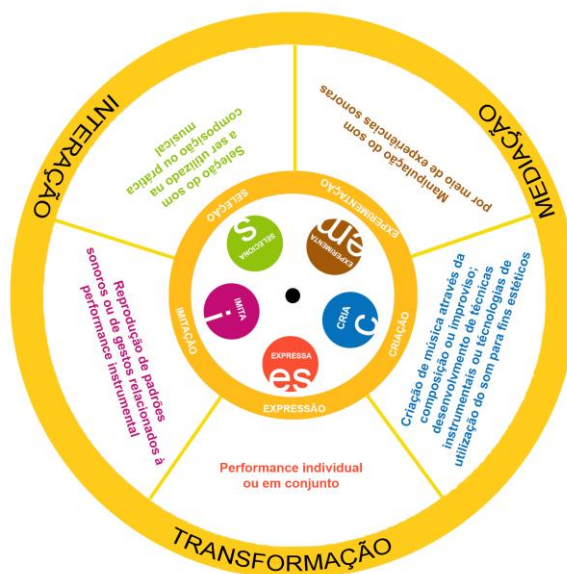 INTERAÇÃO
MEDIAÇÃO
TRANSFORMAÇÃO
Seleção do som
a ser utilizado na
composição ou prática
musical
Manipulação do som
por meio de experiências sonoras
Criação de música através da
composição ou improviso;
desenvolvmento de técnicas
instrumentais ou técnologias de
utilização do som para fins estéticos
Performance individual
ou em conjunto
Reprodução de padrões
sonoros ou de gestos relacionados à
performance instrumental
SELEÇÃO
EXPERIMENTAÇÃO
CRIAÇÃO
EXPRESSÃO
IMITAÇÃO
s
SELECIONA
em
EXPERIMENTA
CRIA
c
EXPRESSA
es
IMITA
i